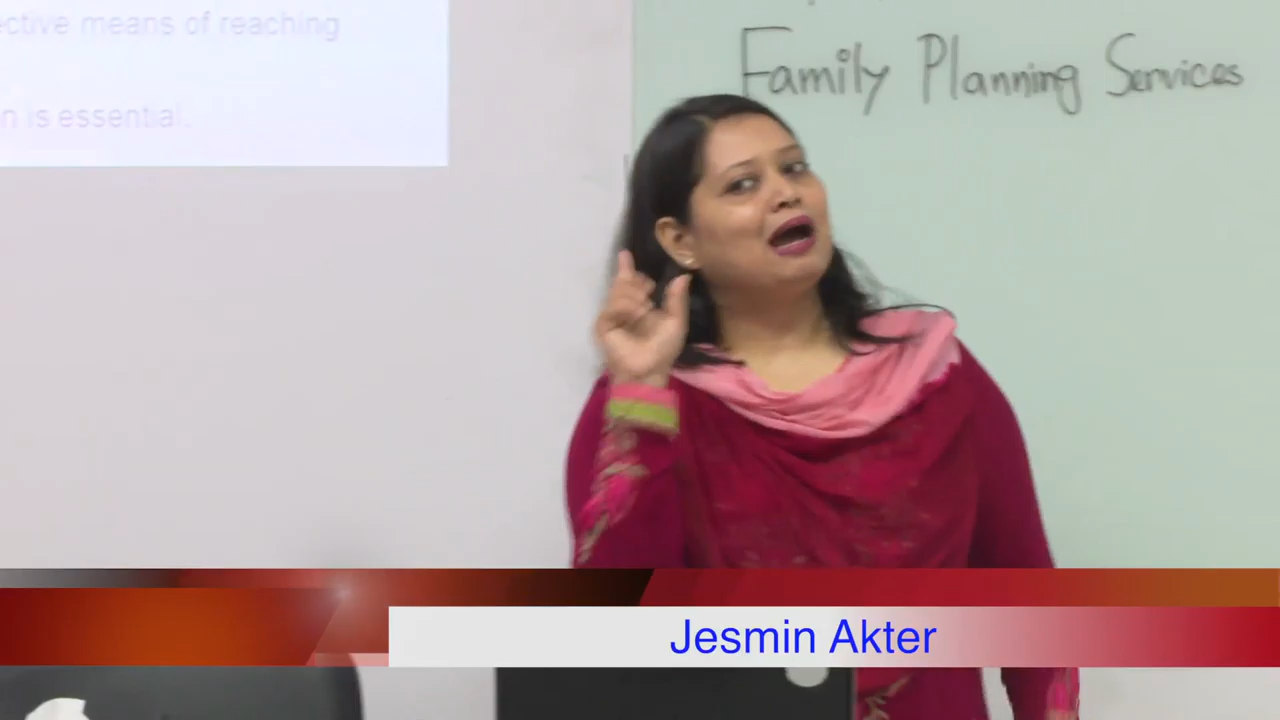 ective means of reaching
n is essential.
Family Planning Services
Jesmin Akter